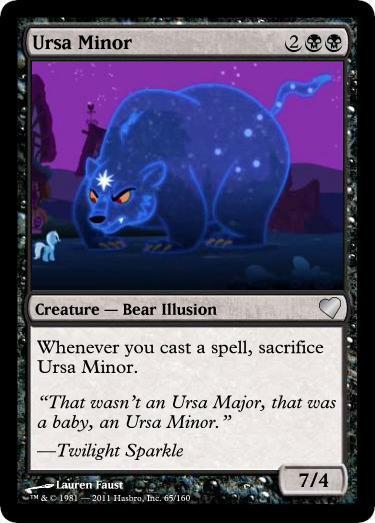 Ursa Minor 2
Creature — Bear Illusion
Whenever you cast a spell, sacrifice
Ursa Minor.
“That wasn’t an Ursa Major, that was
a baby, an Ursa Minor.”
—Twilight Sparkle
7/4
Lauren Faust
™ & © 1981 — 2011 Hasbro, Inc. 65/160